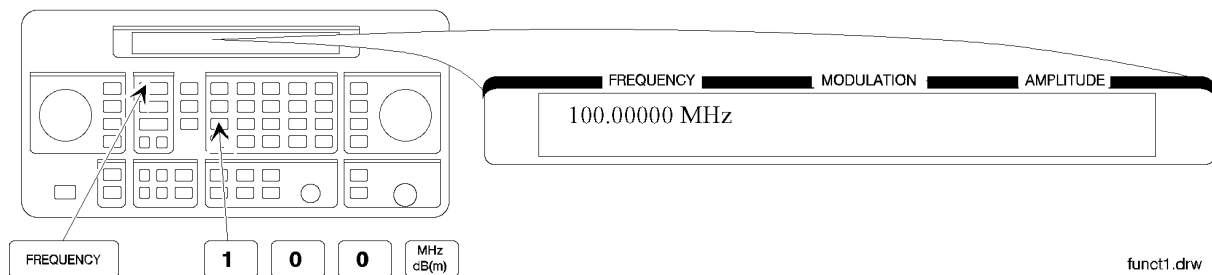 FREQUENCY MODULATION AMPLITUDE
100.00000 MHz
FREQUENCY 1 0 0 MHz
dB(m)
funct1.drw